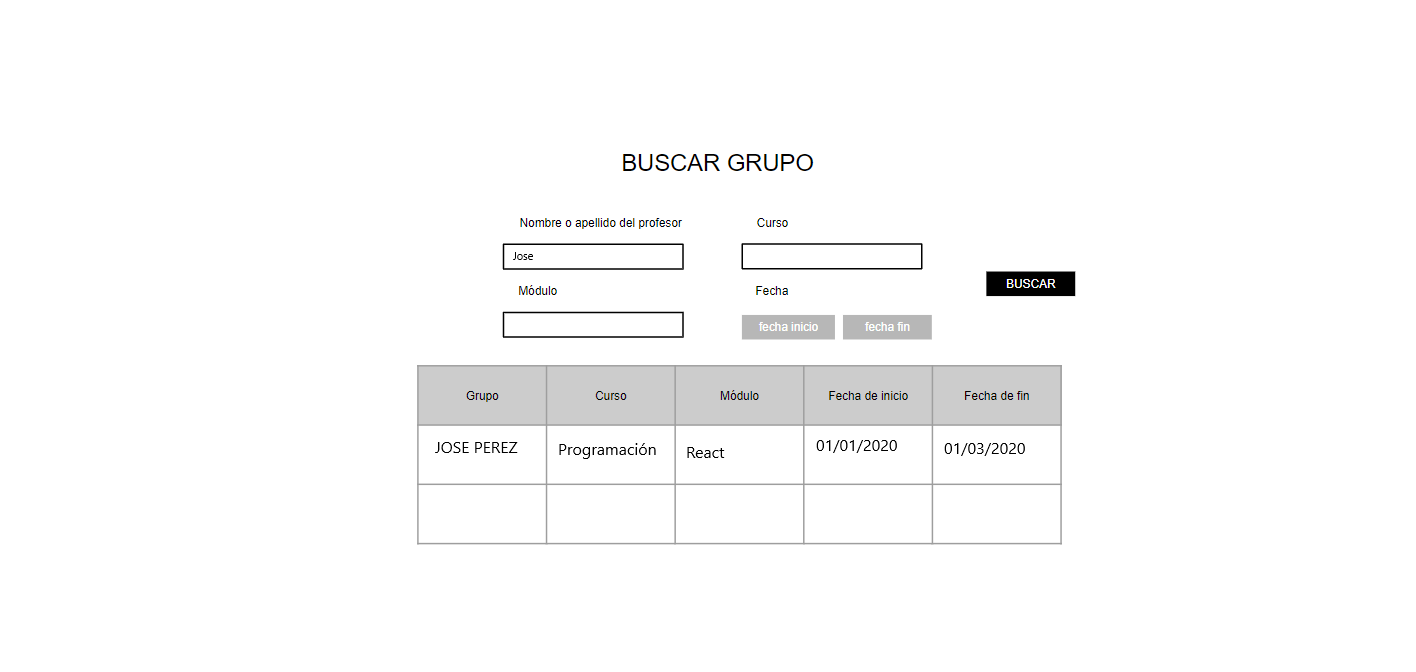 BUSCAR GRUPO
Nombre o apellido del profesor
Curso
Jose
BUSCAR
Módulo
Fecha
fecha inicio
fecha fin
Grupo Curso Módulo Fecha de inicio Fecha de fin
JOSE PEREZ Programación React 01/01/2020 01/03/2020